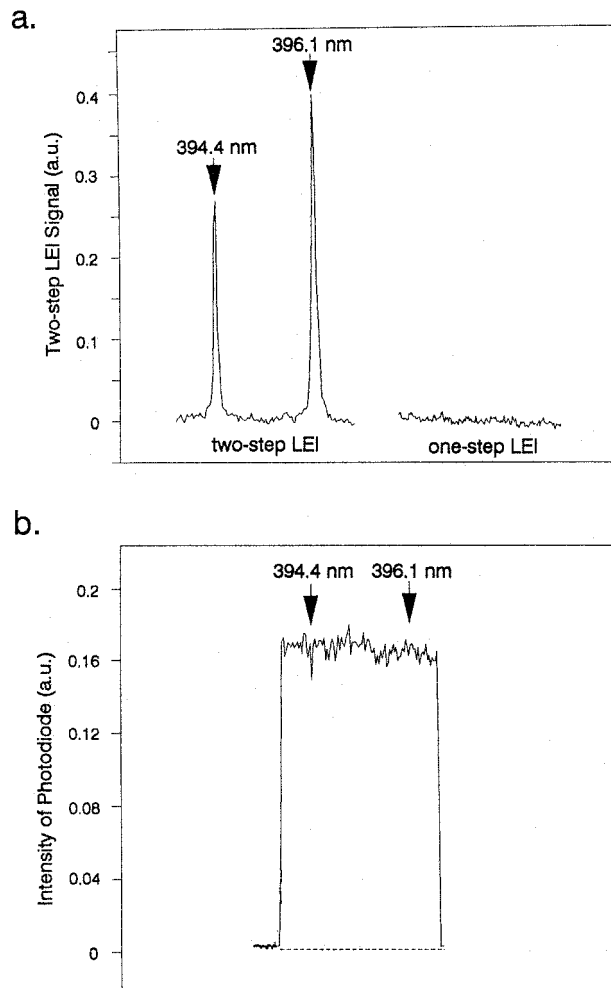 a.
396.1 nm
394.4 nm
Two-step LEI Signal (a.u.)
0.4
0.3
0.2
0.1
0
two-step LEI
one-step LEI
b.
394.4 nm
396.1 nm
Intensity of Photodiode (a.u.)
0.2
0.16
0.12
0.08
0.04
0